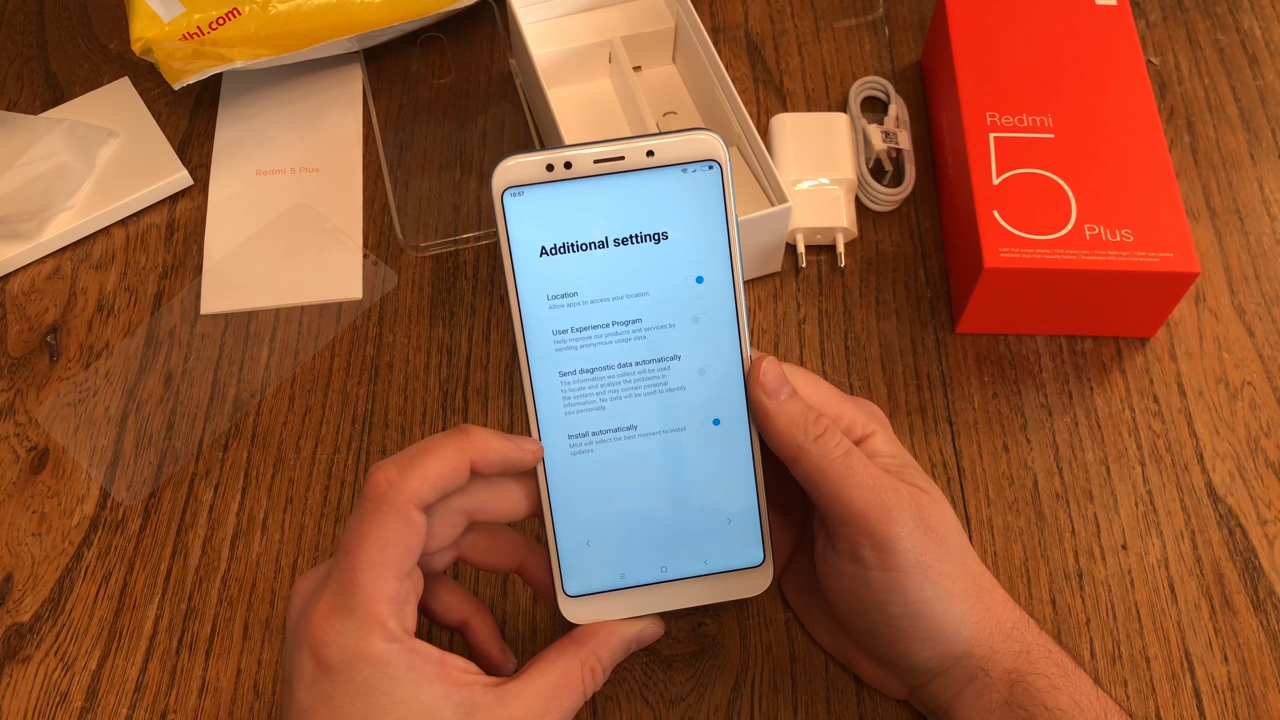 dhl.com
Redmi 5 Plus
Redmi
5
Plus
10:57
Additional settings
Location
Allow apps to access your location
User Experience Program
Help improve our products and services by
sending anonymous usage data.
Send diagnostic data automatically
The information we collect will be used
to locate and analyze the problems in
the system and may contain personal
information. No data will be used to identify
you personally.
Install automatically
MIUI will select the best moment to install
updates